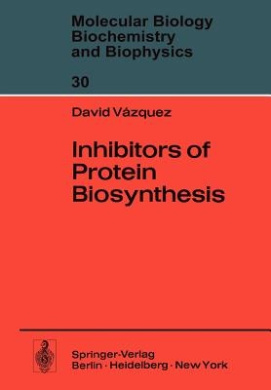 Molecular Biology
Biochemistry
and Biophysics
30
David Vázquez
Inhibitors of
Protein
Biosynthesis
Springer-Verlag
Berlin · Heidelberg · New York